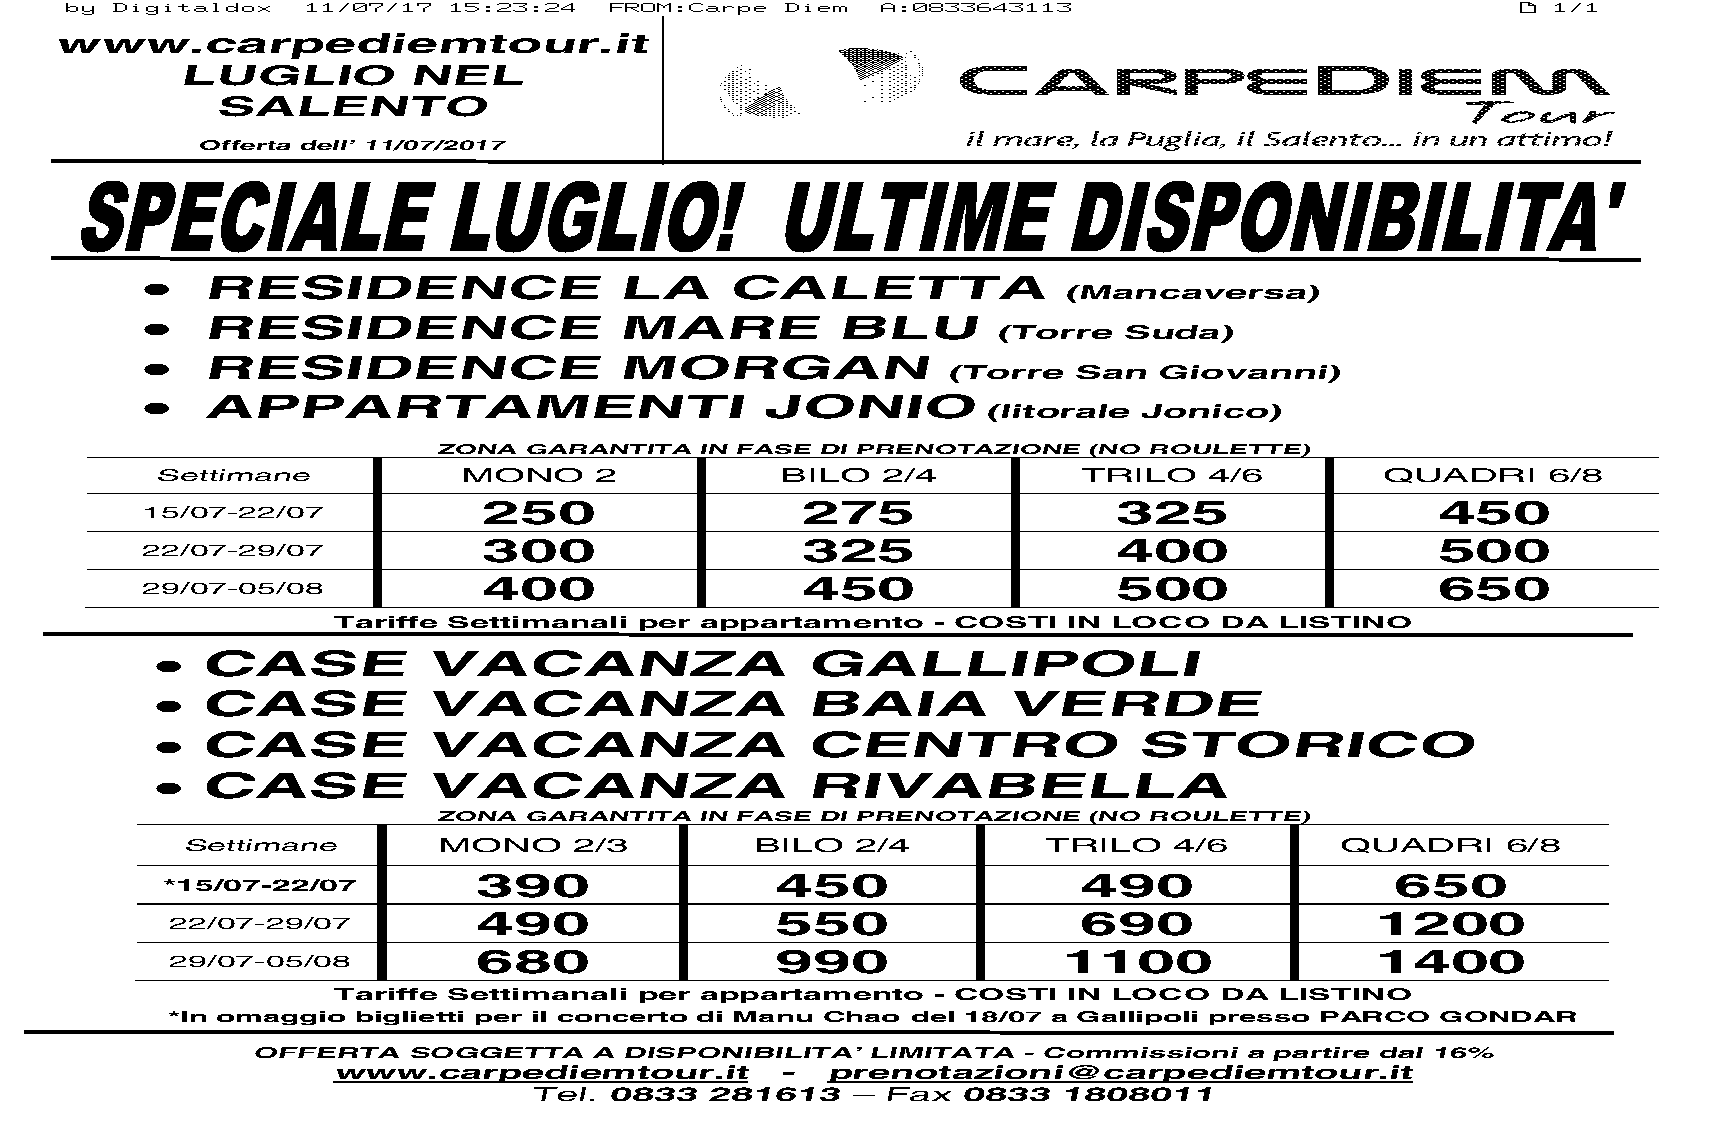 by Digitaldox 11/07/17 15:23:24 FROM:Carpe Diem A:0833643113 1/1
www.carpediemtour.it
LUGLIO NEL
SALENTO
Offerta dell' 11/07/2017
CARPEDIEM
Tour
il mare, la Puglia, il Salento... in un attimo!
SPECIALE LUGLIO! ULTIME DISPONIBILITA'
• RESIDENCE LA CALETTA (Mancaversa)
• RESIDENCE MARE BLU (Torre Suda)
• RESIDENCE MORGAN (Torre San Giovanni)
• APPARTAMENTI JONIO (litorale Jonico)
ZONA GARANTITA IN FASE DI PRENOTAZIONE (NO ROULETTE)
Settimane MONO 2 BILO 2/4 TRILO 4/6 QUADRI 6/8
15/07-22/07 250 275 325 450
22/07-29/07 300 325 400 500
29/07-05/08 400 450 500 650
Tariffe Settimanali per appartamento - COSTI IN LOCO DA LISTINO
• CASE VACANZA GALLIPOLI
• CASE VACANZA BAIA VERDE
• CASE VACANZA CENTRO STORICO
• CASE VACANZA RIVABELLA
ZONA GARANTITA IN FASE DI PRENOTAZIONE (NO ROULETTE)
Settimane MONO 2/3 BILO 2/4 TRILO 4/6 QUADRI 6/8
*15/07-22/07 390 450 490 650
22/07-29/07 490 550 690 1200
29/07-05/08 680 990 1100 1400
Tariffe Settimanali per appartamento - COSTI IN LOCO DA LISTINO
*In omaggio biglietti per il concerto di Manu Chao del 18/07 a Gallipoli presso PARCO GONDAR
OFFERTA SOGGETTA A DISPONIBILITA' LIMITATA - Commissioni a partire dal 16%
www.carpediemtour.it - prenotazioni@carpediemtour.it
Tel. 0833 281613 – Fax 0833 1808011